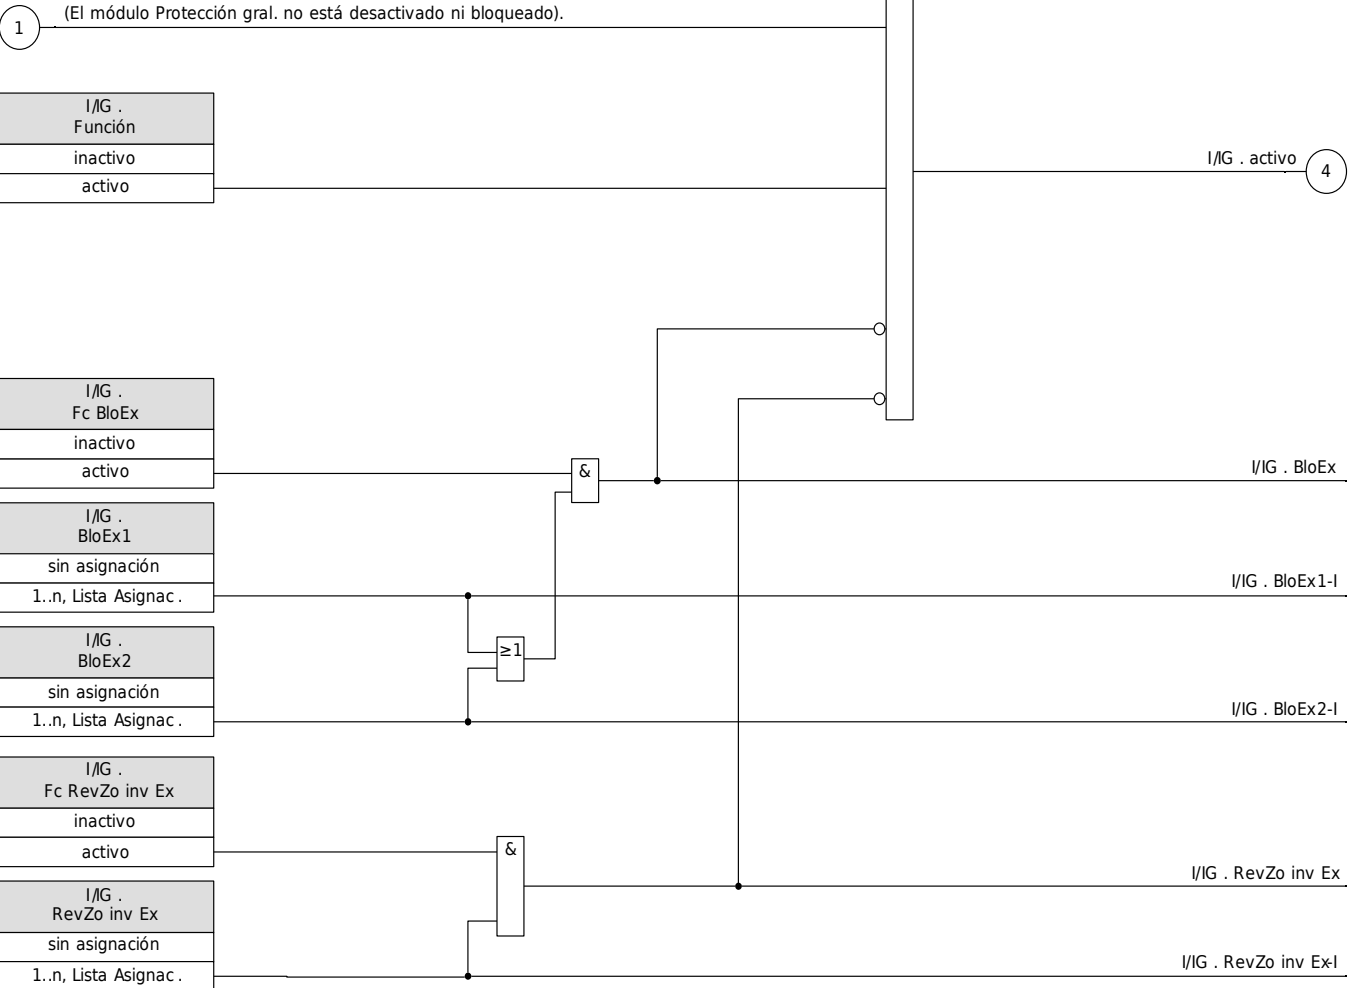 (El módulo Protección gral. no está desactivado ni bloqueado).
1
I/IG .
Función
inactivo
activo
I/IG . activo
4
I/IG .
Fc BloEx
inactivo
activo
&
I/IG . BloEx
I/IG .
BloEx1
sin asignación
1..n, Lista Asignac .
I/IG . BloEx1-I
I/IG .
BloEx2
sin asignación
1..n, Lista Asignac .
≥1
I/IG . BloEx2-I
I/IG .
Fc RevZo inv Ex
inactivo
activo
&
I/IG . RevZo inv Ex
I/IG .
RevZo inv Ex
sin asignación
1..n, Lista Asignac .
I/IG . RevZo inv Ex-I